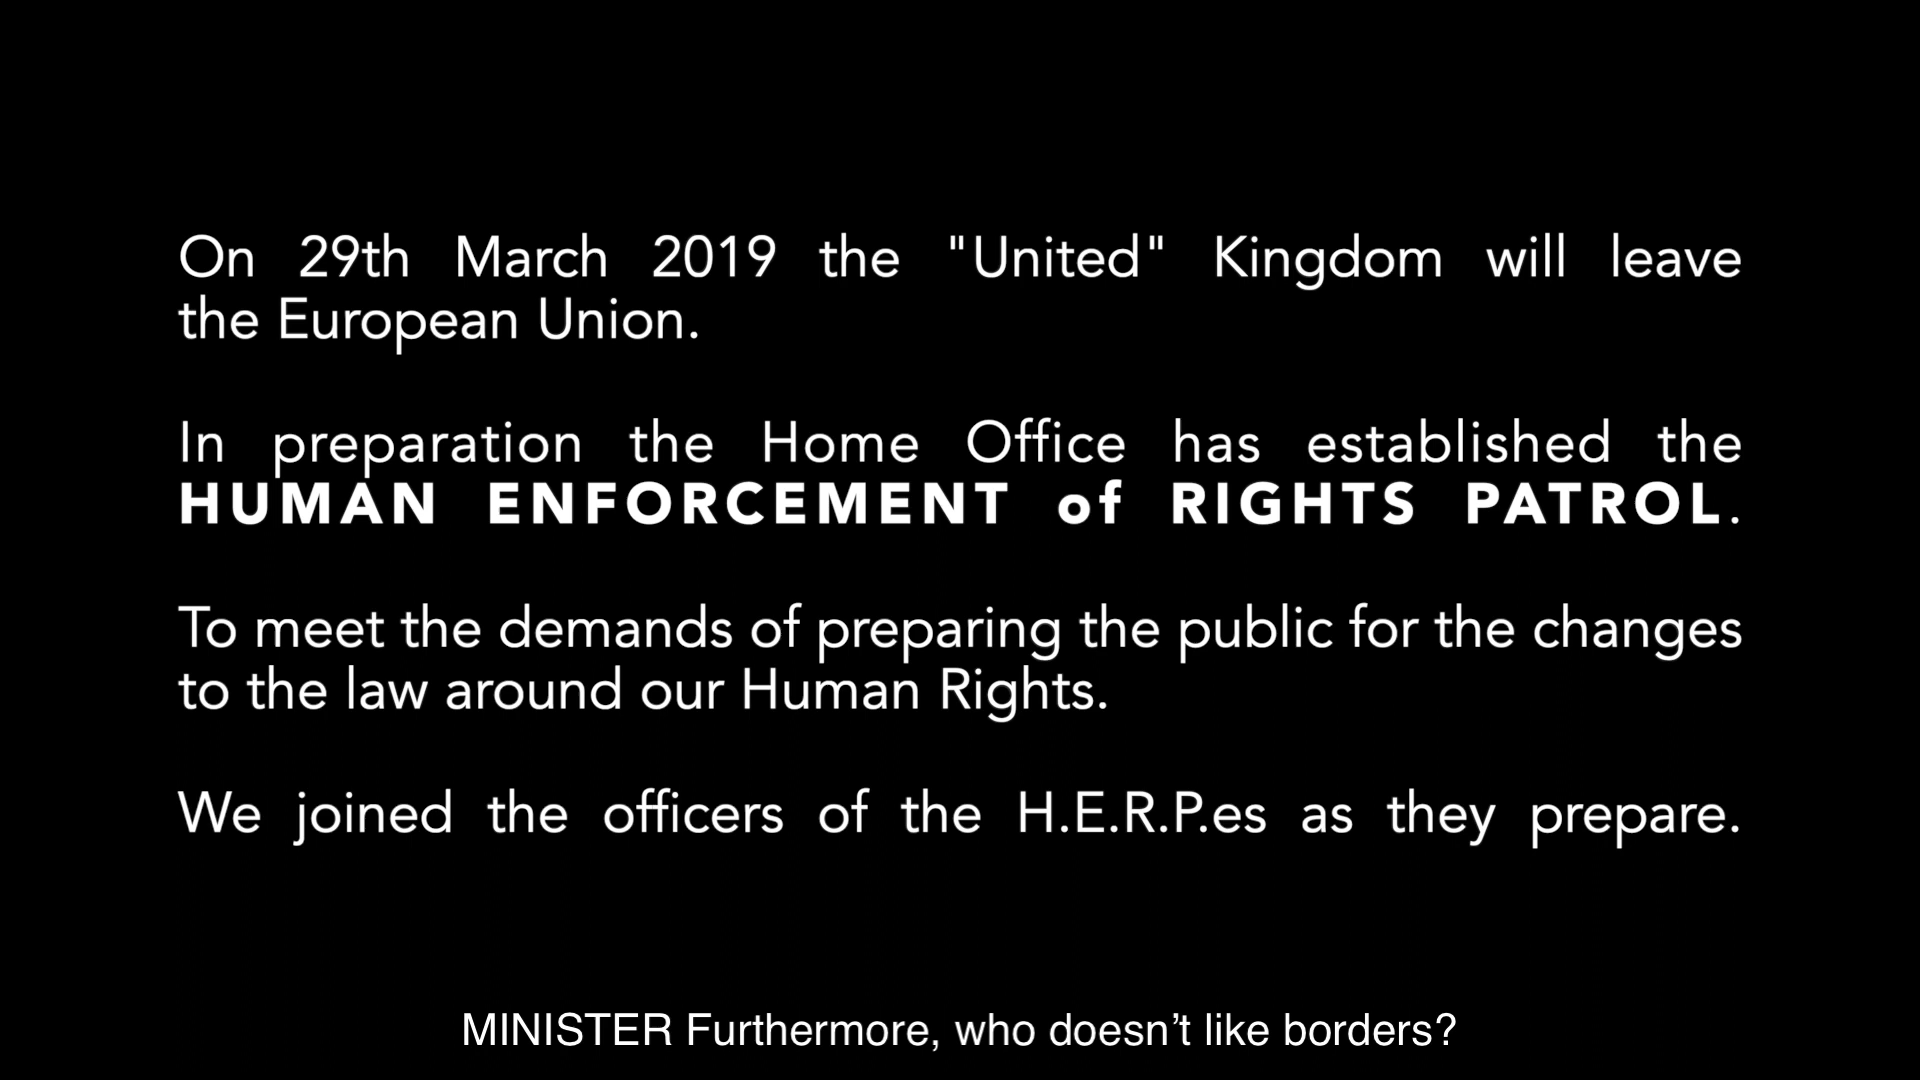 On 29th March 2019 the "United" Kingdom will leave
the European Union.
In preparation the Home Office has established the
HUMAN ENFORCEMENT of RIGHTS PATROL.
To meet the demands of preparing the public for the changes
to the law around our Human Rights.
We joined the officers of the H.E.R.P.es as they prepare.
MINISTER Furthermore, who doesn’t like borders?